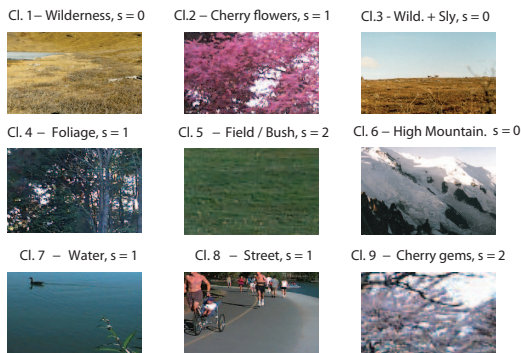 Cl. 1 – Wilderness, s = 0
Cl.2 – Cherry flowers, s = 1
Cl.3 - Wild. + Sly, s = 0
Cl. 4 – Foliage, s = 1
Cl. 5 – Field / Bush, s = 2
Cl. 6 – High Mountain. s = 0
Cl. 7 – Water, s = 1
Cl. 8 – Street, s = 1
Cl. 9 – Cherry gems, s = 2